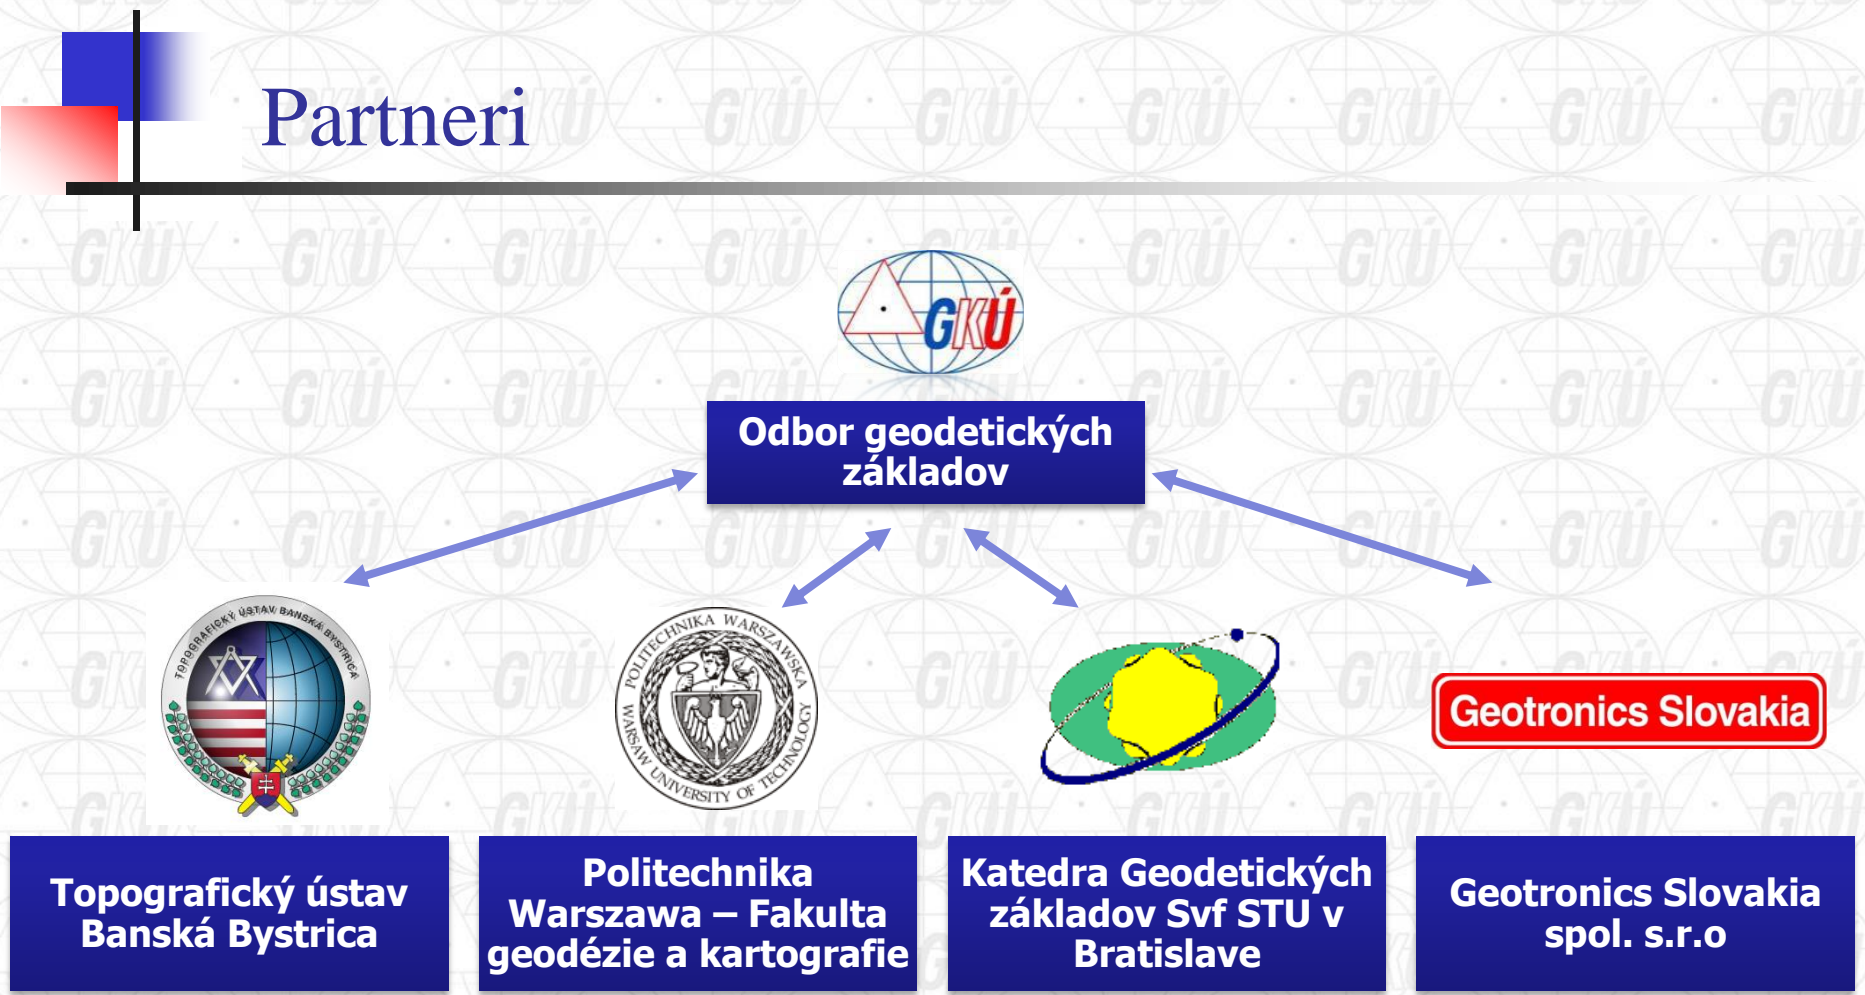 Partneri
GKÚ
Odbor geodetických
základov
TOPOGRAFICKÝ ÚSTAV BANSKÁ BYSTRICA
POLITECHNIKA WARSZAWSKA
WARSAW UNIVERSITY OF TECHNOLOGY
Geotronics Slovakia
Topografický ústav
Banská Bystrica
Politechnika
Warszawa – Fakulta
geodézie a kartografie
Katedra Geodetických
základov Svf STU v
Bratislave
Geotronics Slovakia
spol. s.r.o